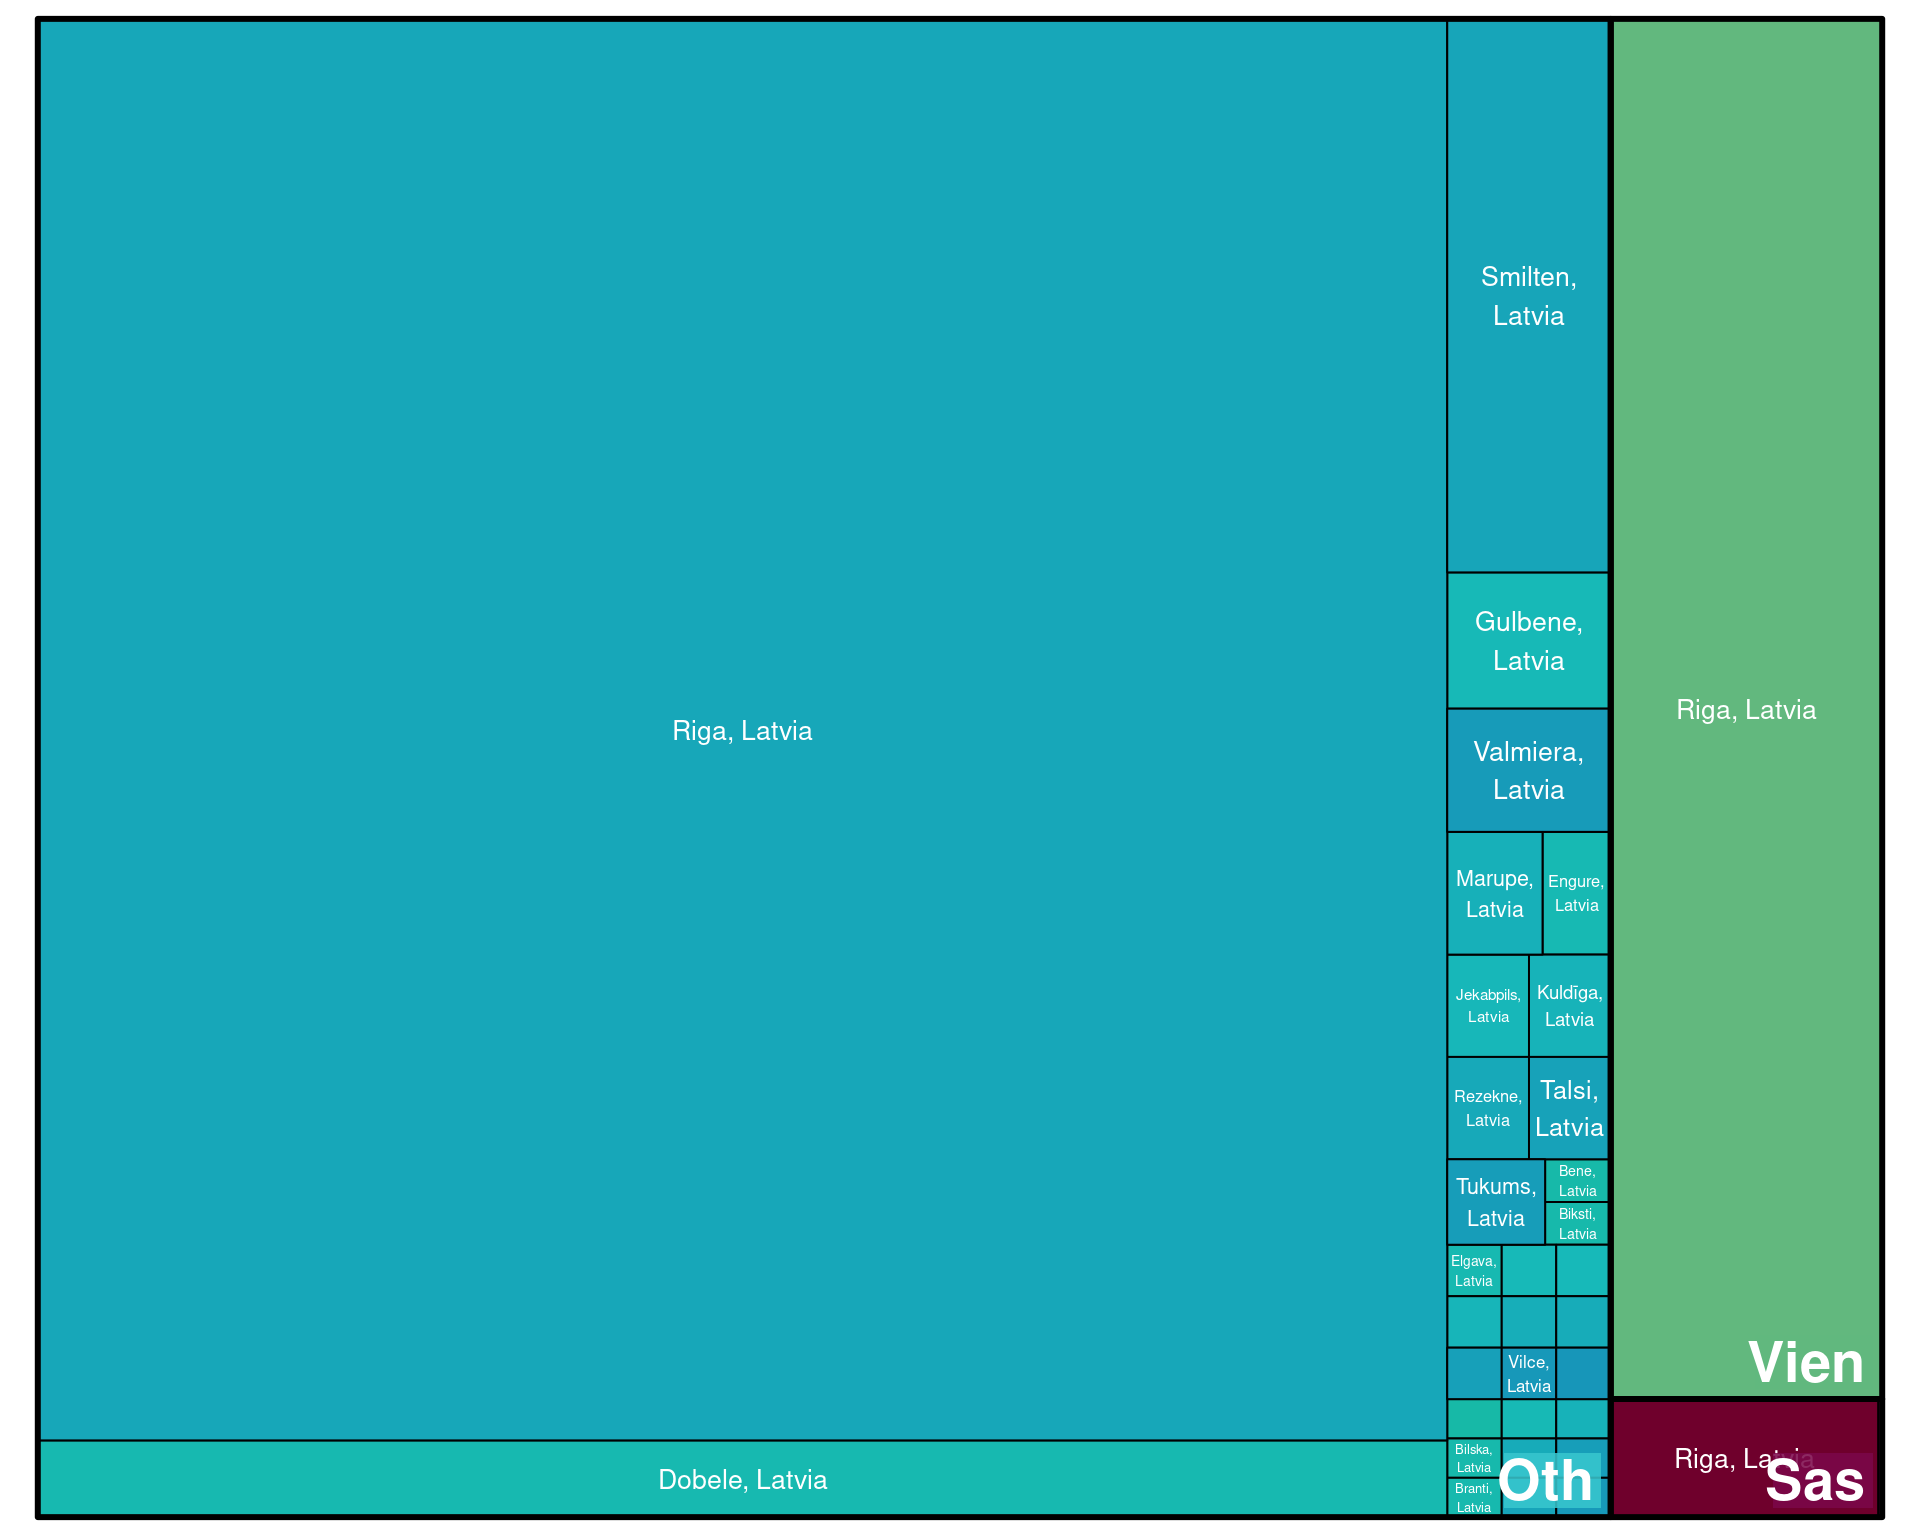 Riga, Latvia
Dobele, Latvia
Smilten,
Latvia
Gulbene,
Latvia
Valmiera,
Latvia
Marupe,
Latvia
Engure,
Latvia
Jekabpils,
Latvia
Kuldīga,
Latvia
Rezekne,
Latvia
Talsi,
Latvia
Tukums,
Latvia
Bene,
Latvia
Biksti,
Latvia
Elgava,
Latvia
Vilce,
Latvia
Bilska,
Latvia
Branti,
Latvia
Oth
Riga, Latvia
Vien
Riga, Latvia
Sas